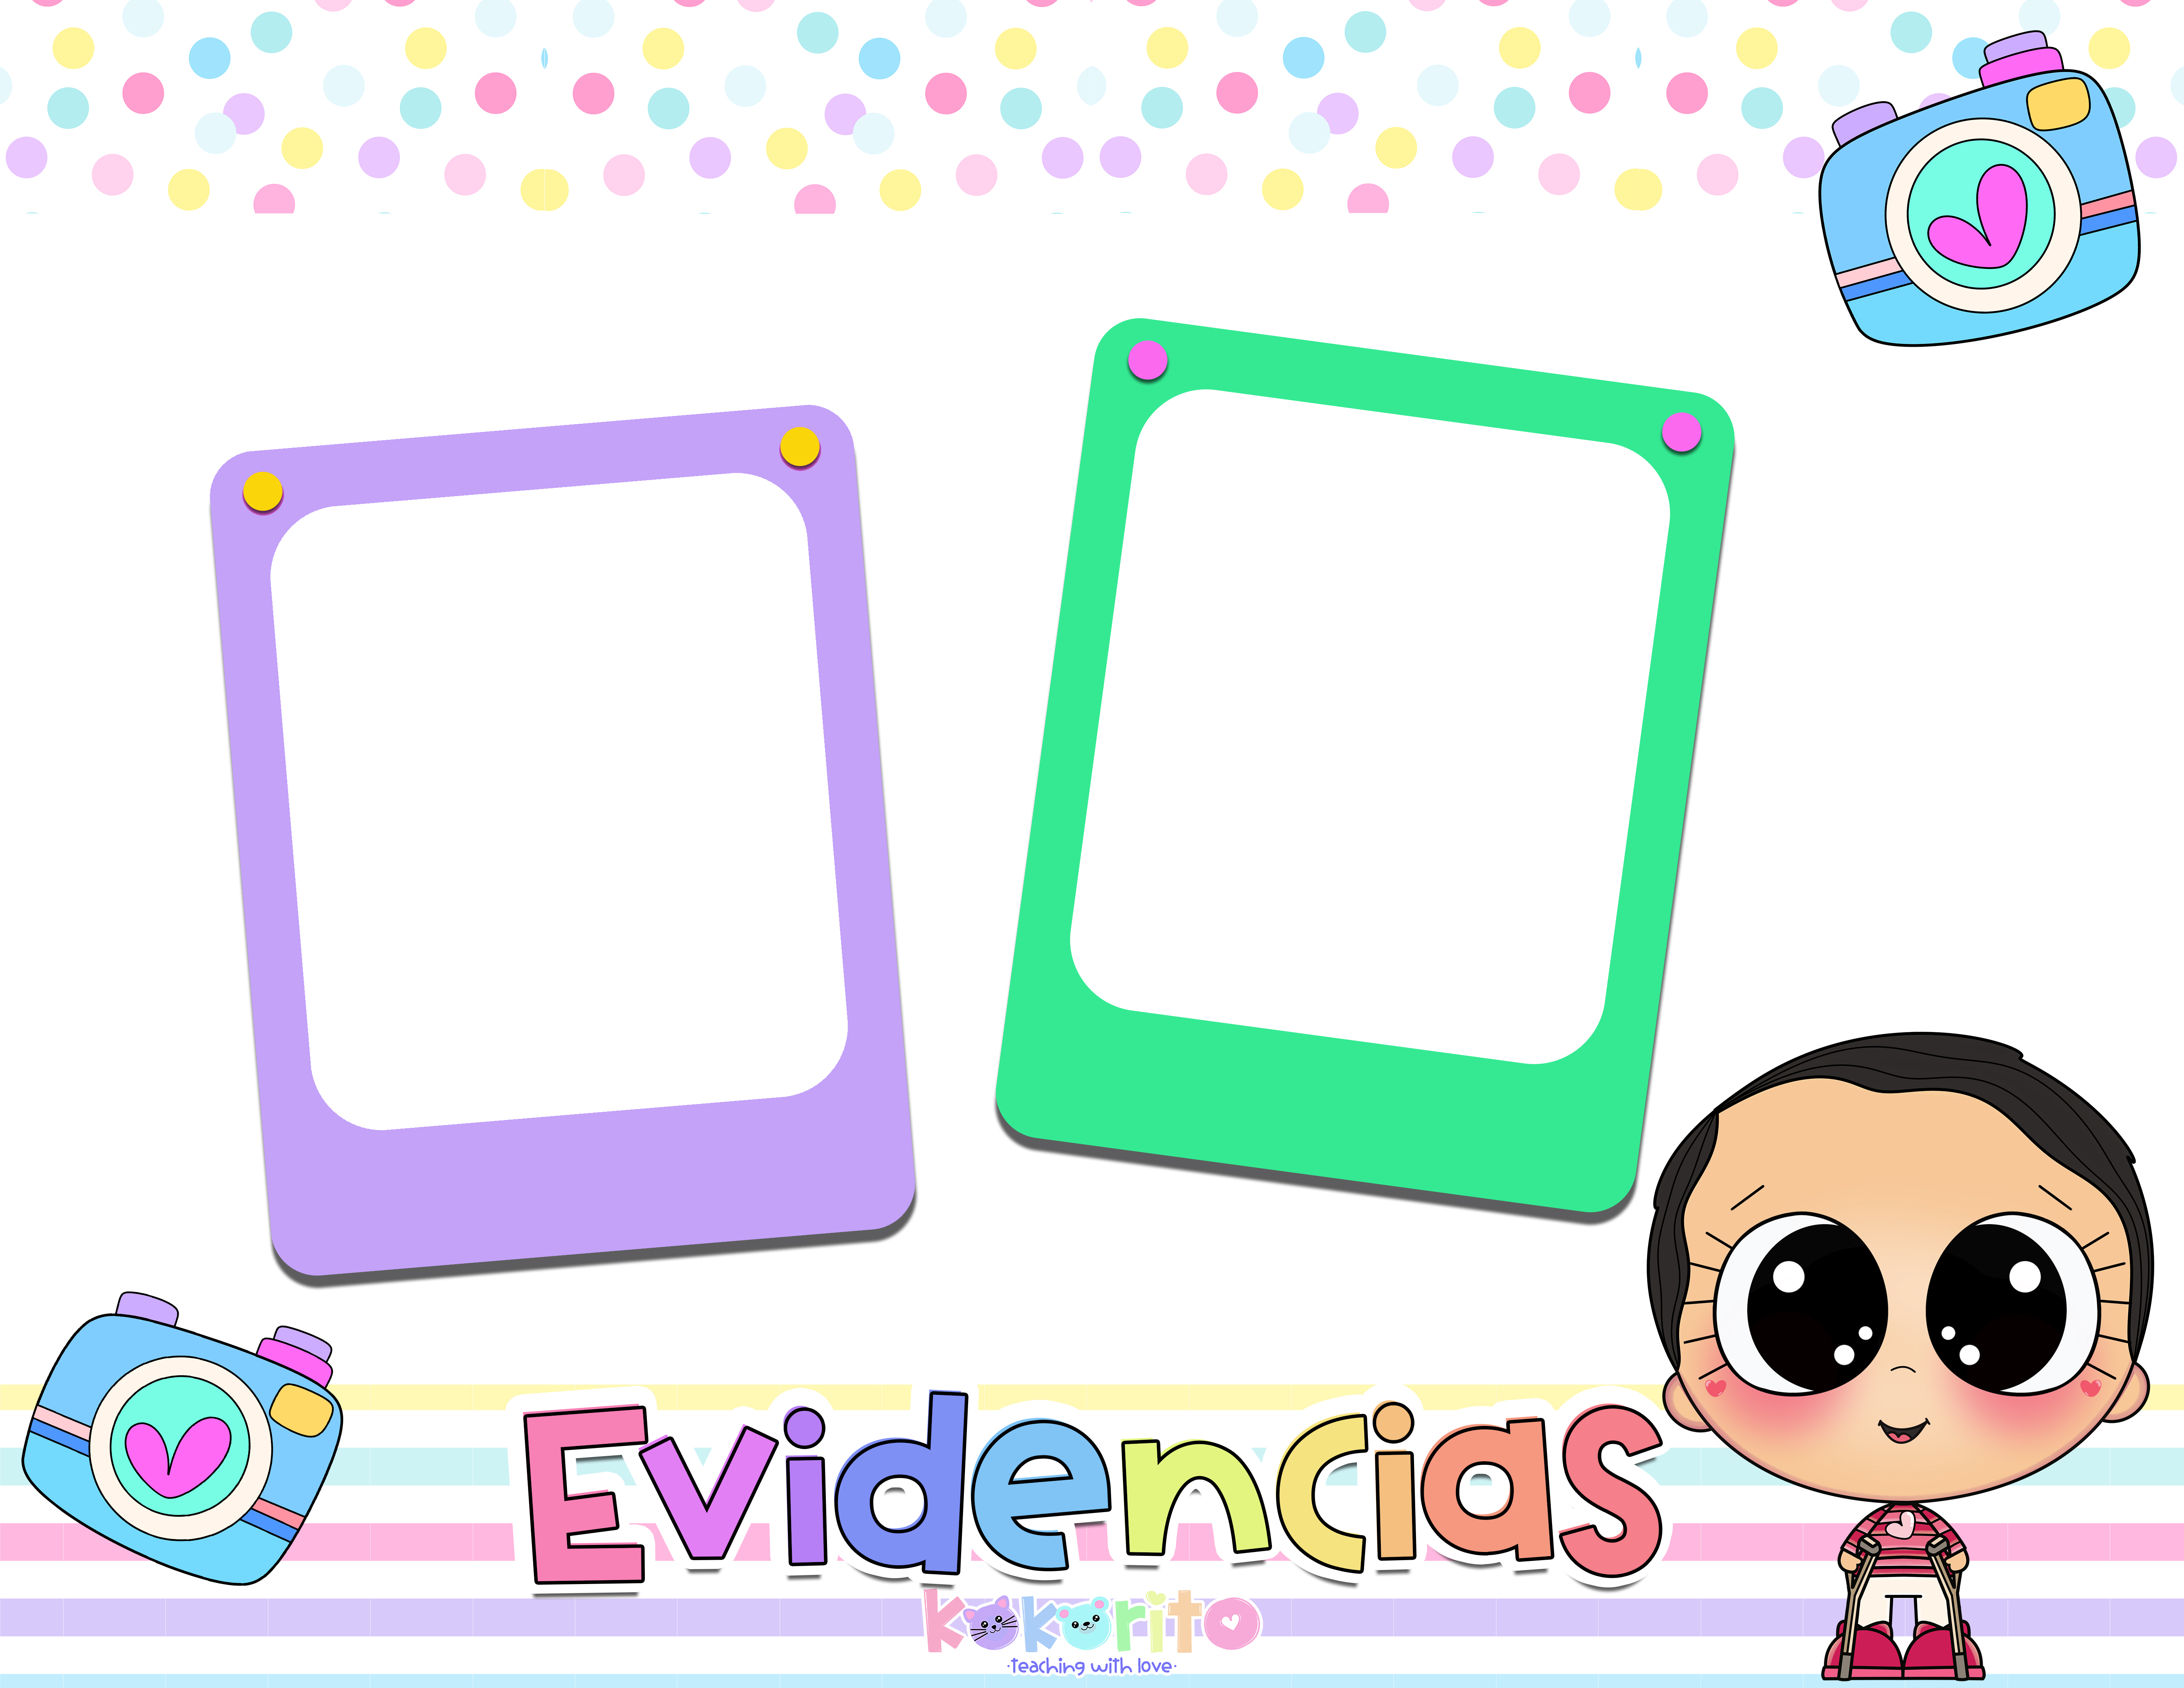 Evidencias
kokorito
·teaching with love·